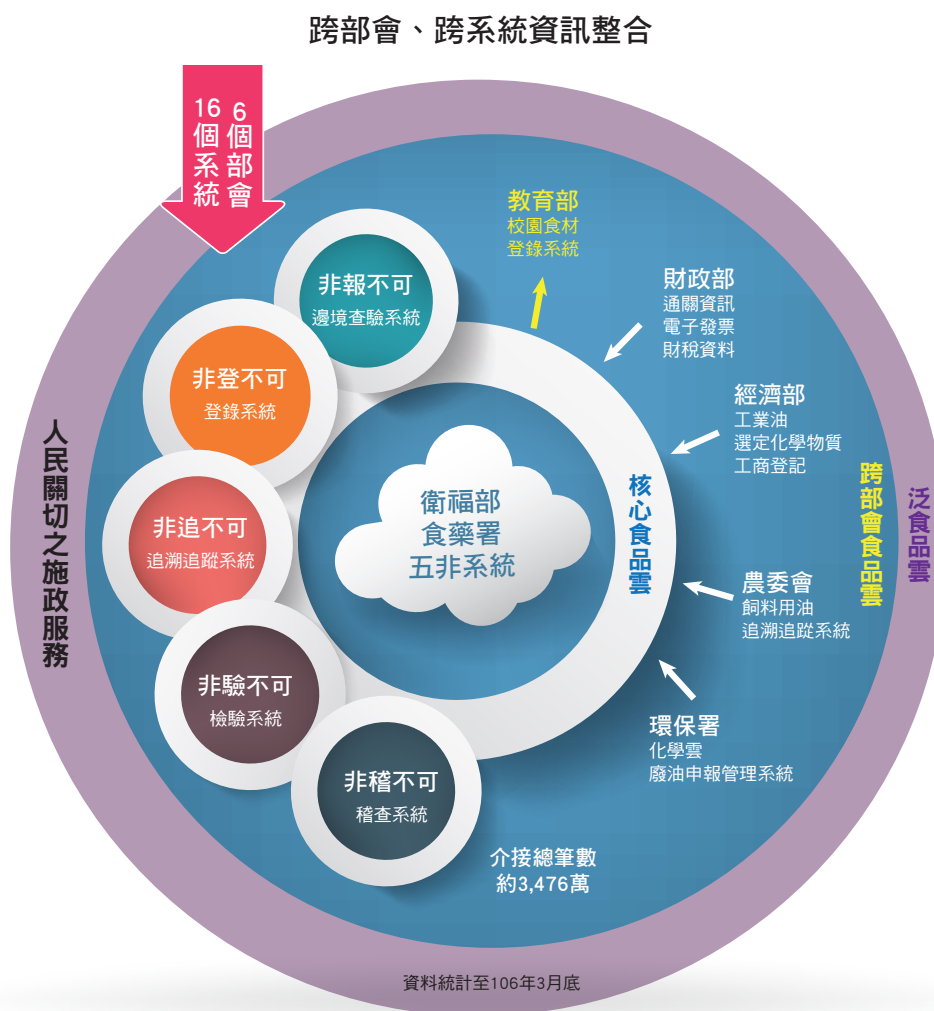 跨部會、跨系統資訊整合
6個部會
16個系統
非報不可
邊境查驗系統
非登不可
登錄系統
非追不可
追溯追蹤系統
非驗不可
檢驗系統
非稽不可
稽查系統
衛福部
食藥署
五非系統
核心食品雲
教育部
校園食材
登錄系統
財政部
通關資訊
電子發票
財稅資料
經濟部
工業油
選定化學物質
工商登記
農委會
飼料用油
追溯追蹤系統
環保署
化學雲
廢油申報管理系統
跨部會食品雲
泛食品雲
人民關切之施政服務
介接總筆數
約3,476萬
資料統計至106年3月底